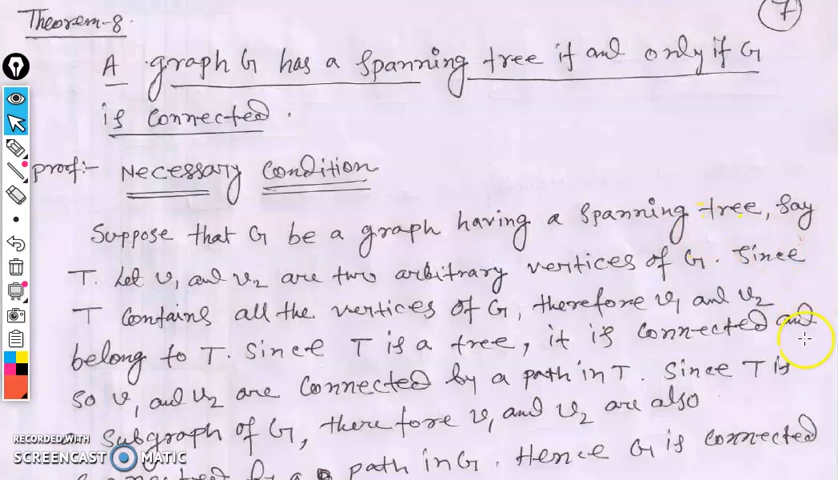 Theorem-8.
7
A graph G has a spanning tree if and only if G
is connected.
proof:- Necessary Condition
Suppose that G be a graph having a spanning tree, say
T. Let v1 and v2 are two arbitrary vertices of G. Since
T contains all the vertices of G, therefore v1 and v2
belong to T. Since T is a tree, it is connected and
so v1 and v2 are connected by a path in T. Since T is
subgraph of G, therefore v1 and v2 are also
by a path in G. Hence G is connected
RECORDED WITH
SCREENCAST MATIC